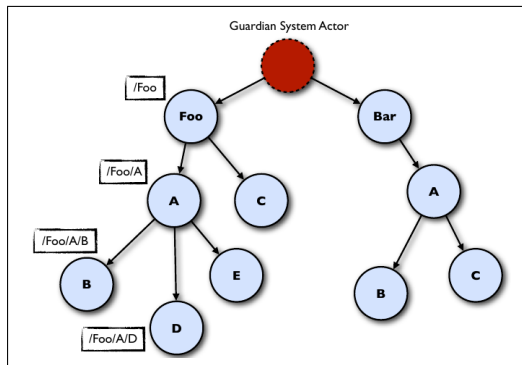 Guardian System Actor
/Foo
Foo
Bar
/Foo/A
A
C
A
/Foo/A/B
B
E
B
C
D
/Foo/A/D